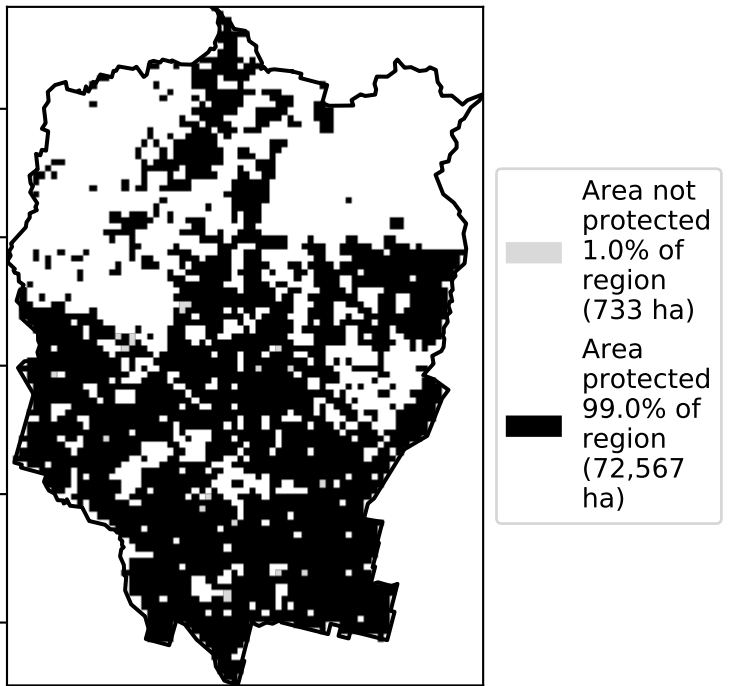 Area not
protected
1.0% of
region
(733 ha)
Area
protected
99.0% of
region
(72,567
ha)